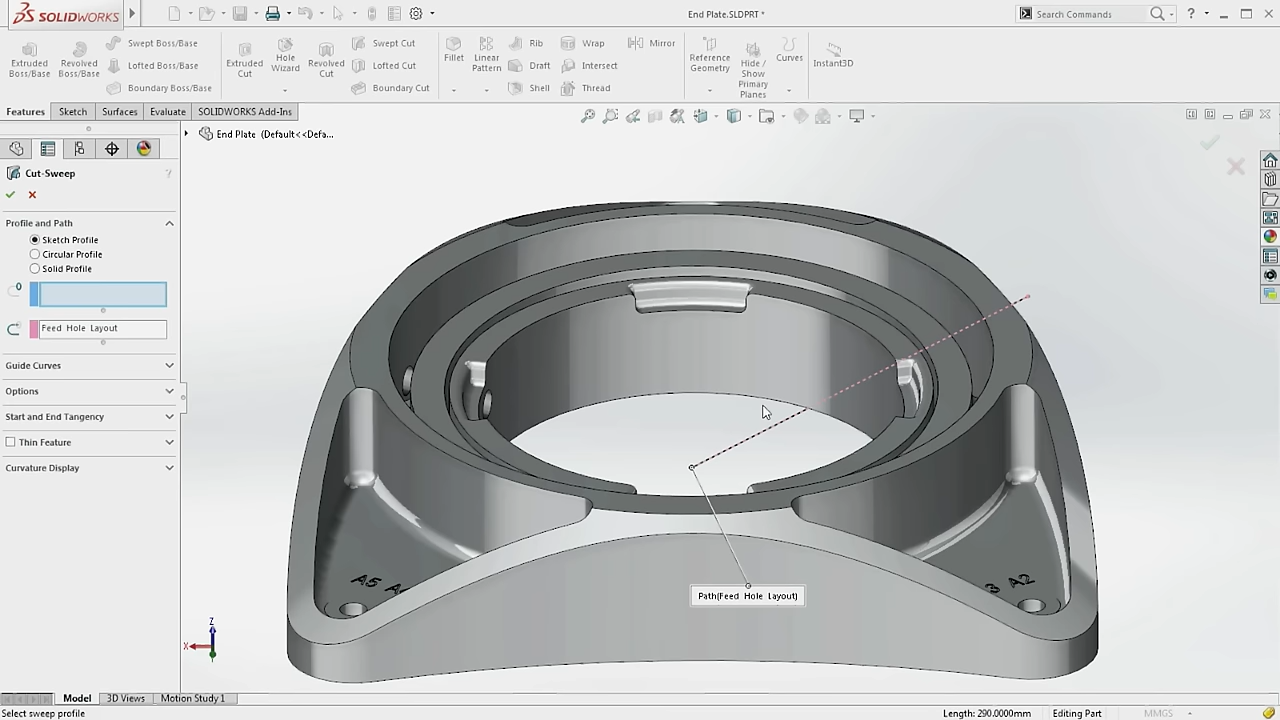 SOLIDWORKS
End Plate.SLDPRT *
Search Commands
?
Extruded Boss/Base
Revolved Boss/Base
Swept Boss/Base
Lofted Boss/Base
Boundary Boss/Base
Extruded Cut
Hole Wizard
Revolved Cut
Swept Cut
Lofted Cut
Boundary Cut
Fillet
Linear Pattern
Rib
Draft
Shell
Wrap
Intersect
Thread
Mirror
Reference Geometry
Hide / Show Primary Planes
Curves
Instant3D
Features
Sketch
Surfaces
Evaluate
SOLIDWORKS Add-Ins
End Plate (Default<<Defa...
Cut-Sweep
?
Profile and Path
Sketch Profile
Circular Profile
Solid Profile
Feed Hole Layout
Guide Curves
Options
Start and End Tangency
Thin Feature
Curvature Display
A5
3 A2
Path(Feed Hole Layout)
Z
X
Model
3D Views
Motion Study 1
Select sweep profile
Length: 290.0000mm
Editing Part
MMGS